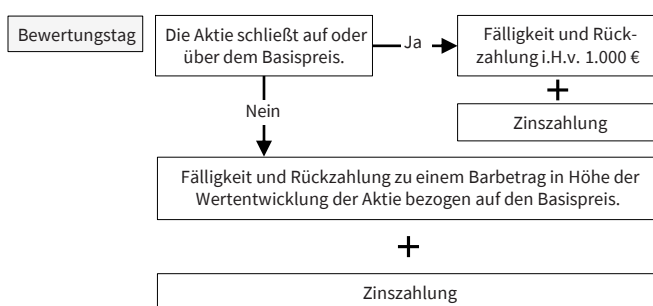 Bewertungstag
Die Aktie schließt auf oder
über dem Basispreis.
Ja
Fälligkeit und Rück-
zahlung i.H.v. 1.000 €
+
Zinszahlung
Nein
Fälligkeit und Rückzahlung zu einem Barbetrag in Höhe der
Wertentwicklung der Aktie bezogen auf den Basispreis.
+
Zinszahlung